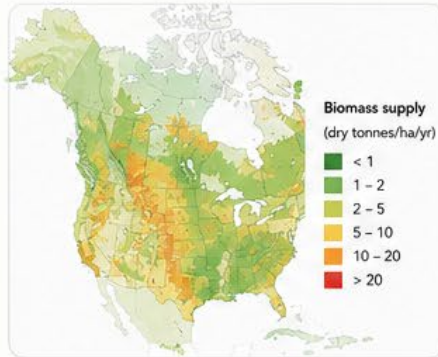 Biomass supply
(dry tonnes/ha/yr)
< 1
1 – 2
2 – 5
5 – 10
10 – 20
> 20